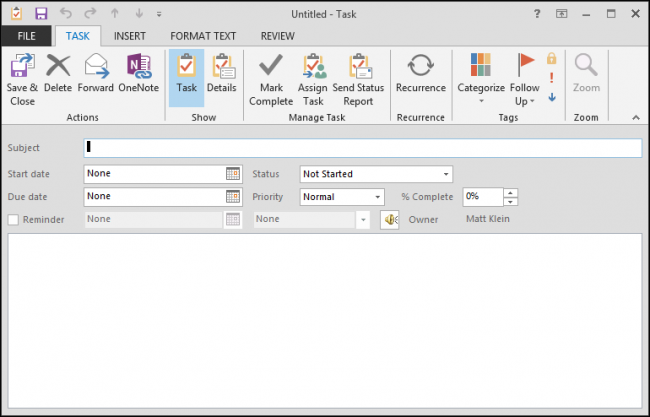 Untitled - Task
?
FILE TASK INSERT FORMAT TEXT REVIEW
Save & Close Delete Forward OneNote Task Details Mark Complete Assign Task Send Status Report Recurrence Categorize Follow Up Zoom
Actions Show Manage Task Recurrence Tags Zoom
Subject
Start date None Status Not Started
Due date None Priority Normal % Complete 0%
Reminder None None Owner Matt Klein